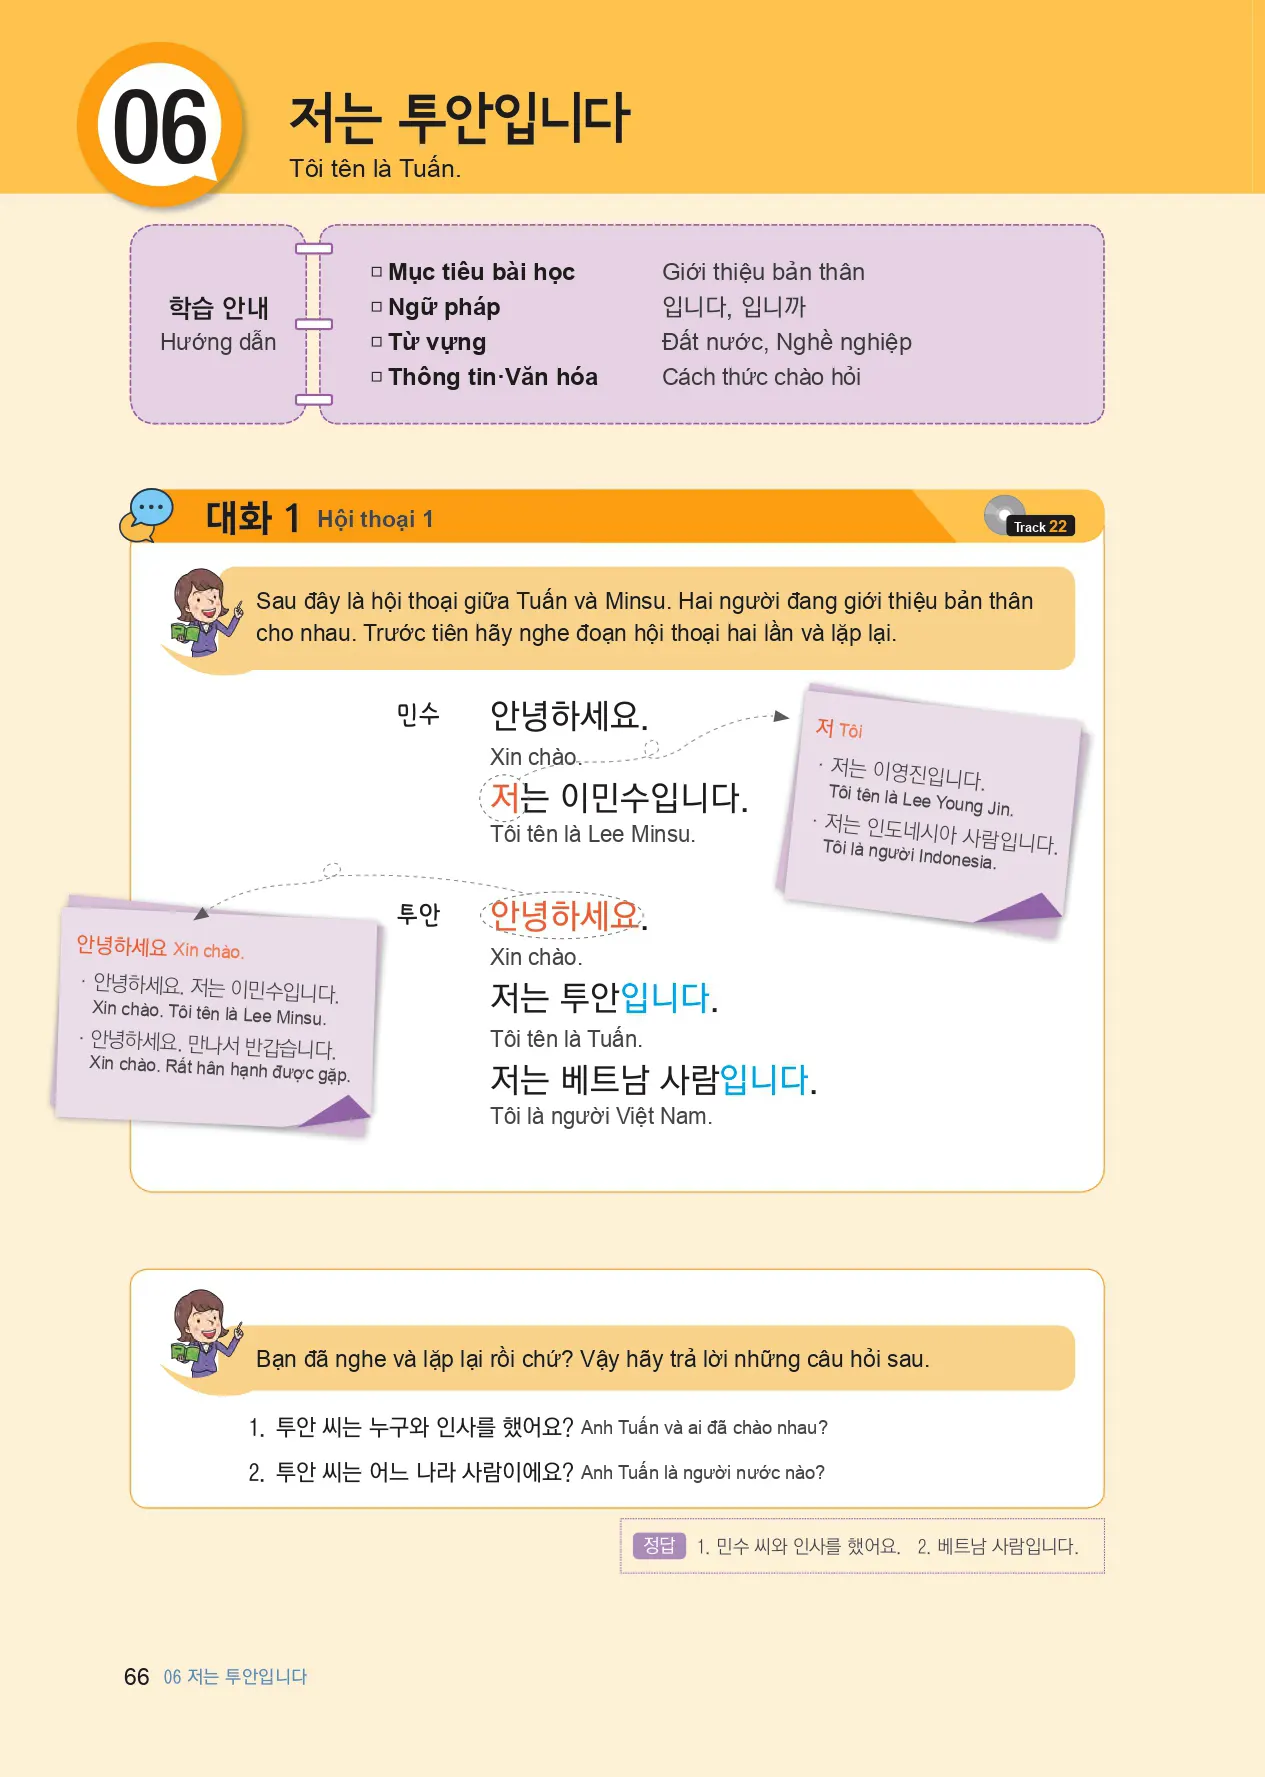 06
저는 투안입니다
Tôi tên là Tuấn.
학습 안내
Hướng dẫn
□ Mục tiêu bài học Giới thiệu bản thân
□ Ngữ pháp 입니다, 입니까
□ Từ vựng Đất nước, Nghề nghiệp
□ Thông tin·Văn hóa Cách thức chào hỏi
대화 1 Hội thoại 1
Track 22
Sau đây là hội thoại giữa Tuấn và Minsu. Hai người đang giới thiệu bản thân
cho nhau. Trước tiên hãy nghe đoạn hội thoại hai lần và lặp lại.
민수 안녕하세요.
Xin chào.
저는 이민수입니다.
Tôi tên là Lee Minsu.
저 Tôi
· 저는 이영진입니다.
Tôi tên là Lee Young Jin.
· 저는 인도네시아 사람입니다.
Tôi là người Indonesia.
투안 안녕하세요.
Xin chào.
저는 투안입니다.
Tôi tên là Tuấn.
저는 베트남 사람입니다.
Tôi là người Việt Nam.
안녕하세요 Xin chào.
· 안녕하세요. 저는 이민수입니다.
Xin chào. Tôi tên là Lee Minsu.
· 안녕하세요. 만나서 반갑습니다.
Xin chào. Rất hân hạnh được gặp.
Bạn đã nghe và lặp lại rồi chứ? Vậy hãy trả lời những câu hỏi sau.
1. 투안 씨는 누구와 인사를 했어요? Anh Tuấn và ai đã chào nhau?
2. 투안 씨는 어느 나라 사람이에요? Anh Tuấn là người nước nào?
정답 1. 민수 씨와 인사를 했어요. 2. 베트남 사람입니다.
66 06 저는 투안입니다